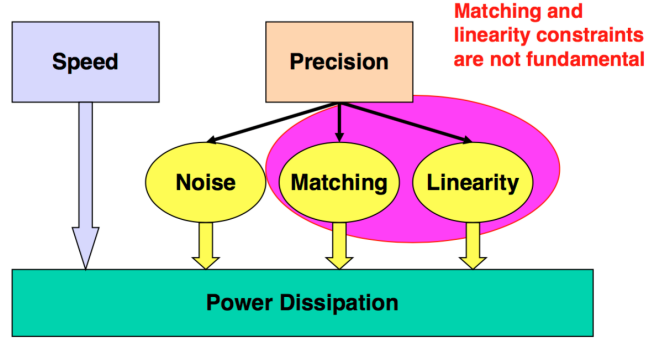 Matching and
linearity constraints
are not fundamental
Speed
Precision
Noise
Matching
Linearity
Power Dissipation